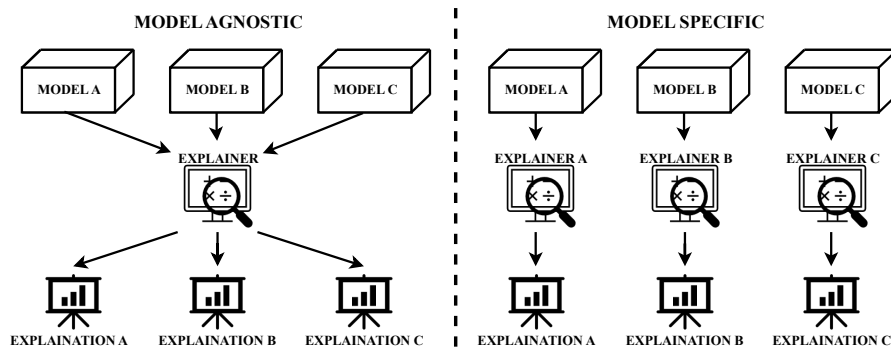 MODEL AGNOSTIC
MODEL A
MODEL B
MODEL C
EXPLAINER
EXPLAINATION A
EXPLAINATION B
EXPLAINATION C
MODEL SPECIFIC
MODEL A
MODEL B
MODEL C
EXPLAINER A
EXPLAINER B
EXPLAINER C
EXPLAINATION A
EXPLAINATION B
EXPLAINATION C